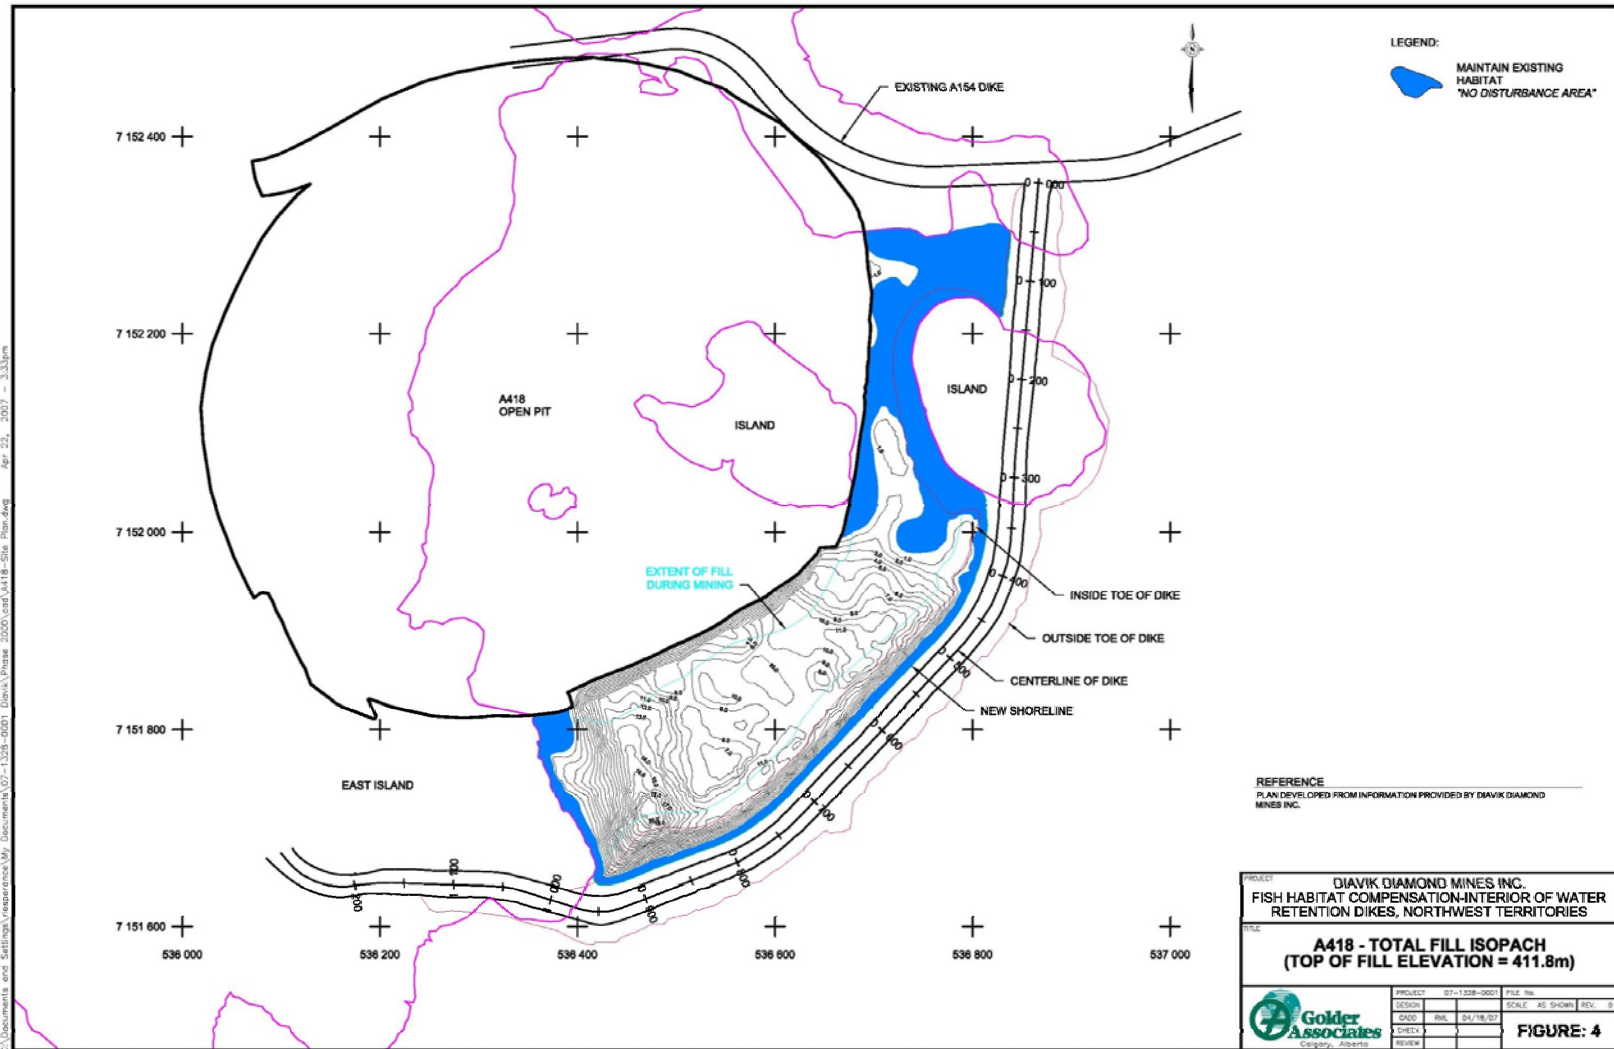 LEGEND:
MAINTAIN EXISTING
HABITAT
"NO DISTURBANCE AREA"
N
EXISTING A154 DIKE
7 152 400
7 152 200
7 152 000
7 151 800
7 151 600
536 000
536 200
536 400
536 600
536 800
537 000
0+000
0+100
0+200
0+300
0+400
0+500
0+600
0+700
0+800
0+900
A418
OPEN PIT
ISLAND
ISLAND
EXTENT OF FILL
DURING MINING
INSIDE TOE OF DIKE
OUTSIDE TOE OF DIKE
CENTERLINE OF DIKE
NEW SHORELINE
EAST ISLAND
REFERENCE
PLAN DEVELOPED FROM INFORMATION PROVIDED BY DIAVIK DIAMOND
MINES INC.
PROJECT
DIAVIK DIAMOND MINES INC.
FISH HABITAT COMPENSATION-INTERIOR OF WATER
RETENTION DIKES, NORTHWEST TERRITORIES
TITLE
A418 - TOTAL FILL ISOPACH
(TOP OF FILL ELEVATION = 411.8m)
Golder
Associates
Calgary, Alberta
PROJECT 07-1328-0001 FILE No.
DESIGN SCALE AS SHOWN REV. 0
CADD RML 04/18/07
CHECK
REVIEW
FIGURE: 4